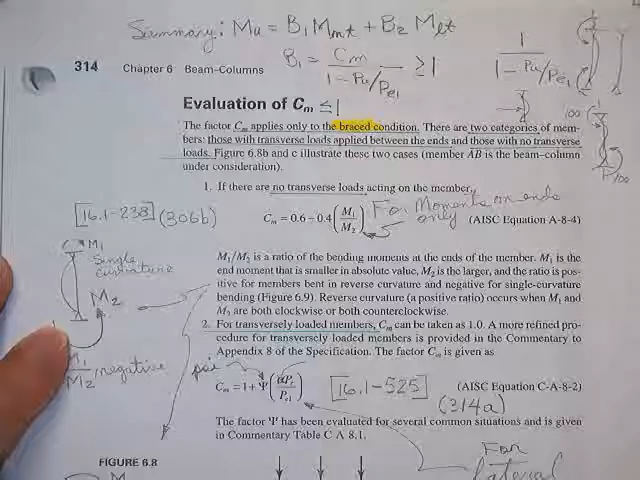 Summary: Mu = B1 Mnt + B2 Mlt
B1 = Cm / 1 - Pu/Pe1 ≥ 1
1 / 1 - Pu/Pe1
314 Chapter 6 Beam-Columns
Evaluation of Cm ≤ 1
100
The factor Cm applies only to the braced condition. There are two categories of mem-
bers: those with transverse loads applied between the ends and those with no transverse
loads. Figure 6.8b and c illustrate these two cases (member AB is the beam-column
under consideration).
100
1. If there are no transverse loads acting on the member,
[16.1-238] (306b)
Cm = 0.6 - 0.4 (M1/M2)
For Moments on ends
only
(AISC Equation A-8-4)
M1
Single
curvature
M2
M1/M2 negative
M1/M2 is a ratio of the bending moments at the ends of the member. M1 is the
end moment that is smaller in absolute value, M2 is the larger, and the ratio is pos-
itive for members bent in reverse curvature and negative for single-curvature
bending (Figure 6.9). Reverse curvature (a positive ratio) occurs when M1 and
M2 are both clockwise or both counterclockwise.
2. For transversely loaded members, Cm can be taken as 1.0. A more refined pro-
cedure for transversely loaded members is provided in the Commentary to
Appendix 8 of the Specification. The factor Cm is given as
psi
Cm = 1 + Ψ (αPr/Pe1)
[16.1-525]
(AISC Equation C-A-8-2)
(314a)
The factor Ψ has been evaluated for several common situations and is given
in Commentary Table C A 8.1.
For
lateral
FIGURE 6.8
M